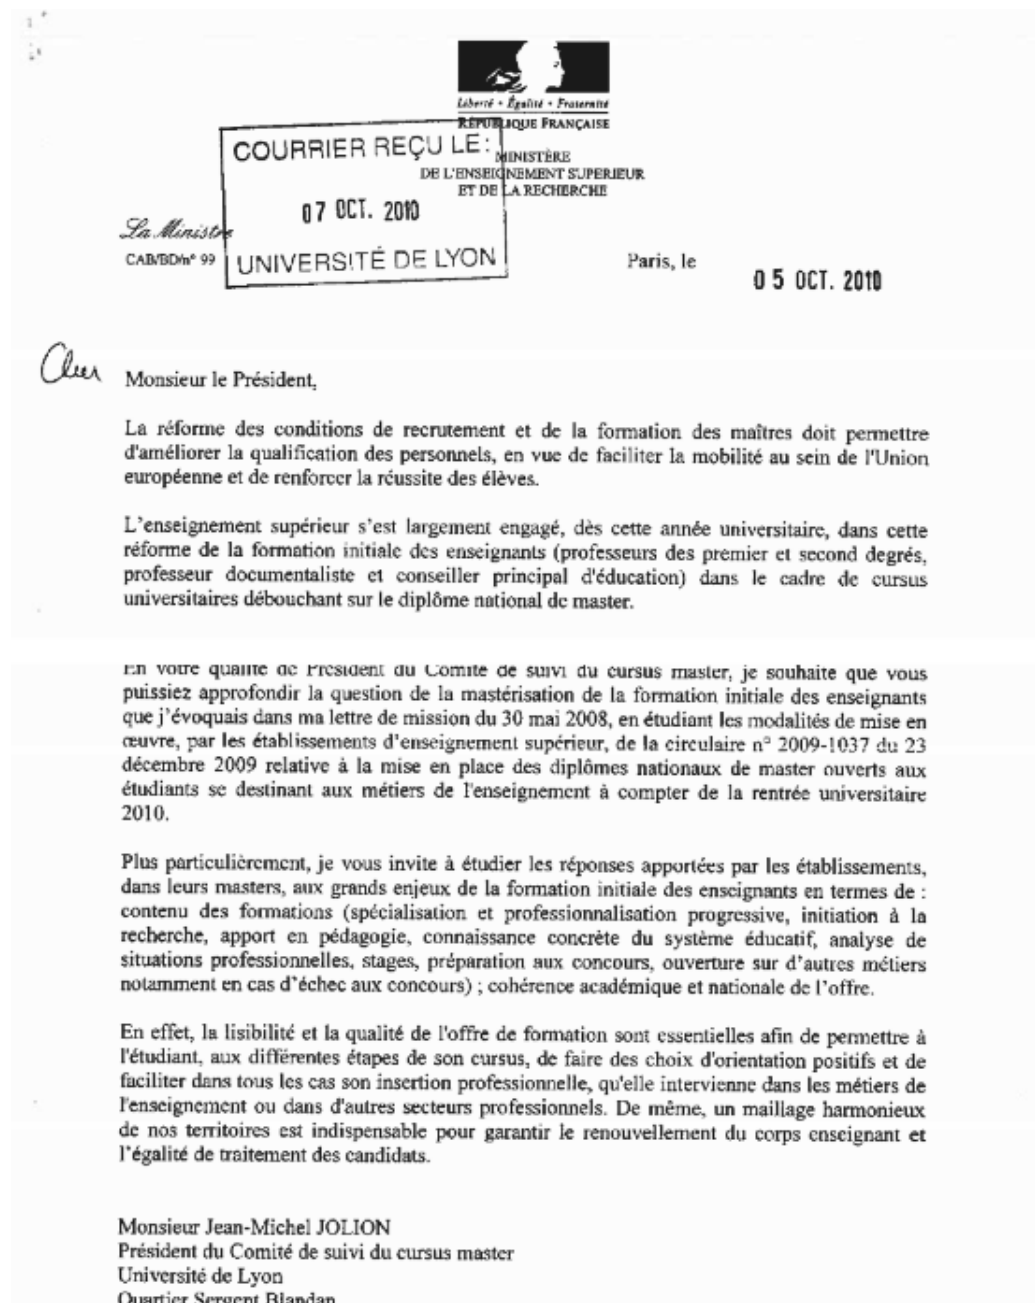 Liberté • Égalité • Fraternité
RÉPUBLIQUE FRANÇAISE
MINISTÈRE
DE L'ENSEIGNEMENT SUPERIEUR
ET DE LA RECHERCHE
COURRIER REÇU LE:
07 OCT. 2010
UNIVERSITÉ DE LYON
La Ministre
CAB/BD/n° 99
Paris, le
05 OCT. 2010
Cher Monsieur le Président,
La réforme des conditions de recrutement et de la formation des maîtres doit permettre
d'améliorer la qualification des personnels, en vue de faciliter la mobilité au sein de l'Union
européenne et de renforcer la réussite des élèves.
L'enseignement supérieur s'est largement engagé, dès cette année universitaire, dans cette
réforme de la formation initiale des enseignants (professeurs des premier et second degrés,
professeur documentaliste et conseiller principal d'éducation) dans le cadre de cursus
universitaires débouchant sur le diplôme national de master.
En votre qualité de Président du Comité de suivi du cursus master, je souhaite que vous
puissiez approfondir la question de la mastérisation de la formation initiale des enseignants
que j'évoquais dans ma lettre de mission du 30 mai 2008, en étudiant les modalités de mise en
œuvre, par les établissements d'enseignement supérieur, de la circulaire n° 2009-1037 du 23
décembre 2009 relative à la mise en place des diplômes nationaux de master ouverts aux
étudiants se destinant aux métiers de l'enseignement à compter de la rentrée universitaire
2010.
Plus particulièrement, je vous invite à étudier les réponses apportées par les établissements,
dans leurs masters, aux grands enjeux de la formation initiale des enseignants en termes de :
contenu des formations (spécialisation et professionnalisation progressive, initiation à la
recherche, apport en pédagogie, connaissance concrète du système éducatif, analyse de
situations professionnelles, stages, préparation aux concours, ouverture sur d'autres métiers
notamment en cas d'échec aux concours) ; cohérence académique et nationale de l'offre.
En effet, la lisibilité et la qualité de l'offre de formation sont essentielles afin de permettre à
l'étudiant, aux différentes étapes de son cursus, de faire des choix d'orientation positifs et de
faciliter dans tous les cas son insertion professionnelle, qu'elle intervienne dans les métiers de
l'enseignement ou dans d'autres secteurs professionnels. De même, un maillage harmonieux
de nos territoires est indispensable pour garantir le renouvellement du corps enseignant et
l'égalité de traitement des candidats.
Monsieur Jean-Michel JOLION
Président du Comité de suivi du cursus master
Université de Lyon
Quartier Sergent Blandan